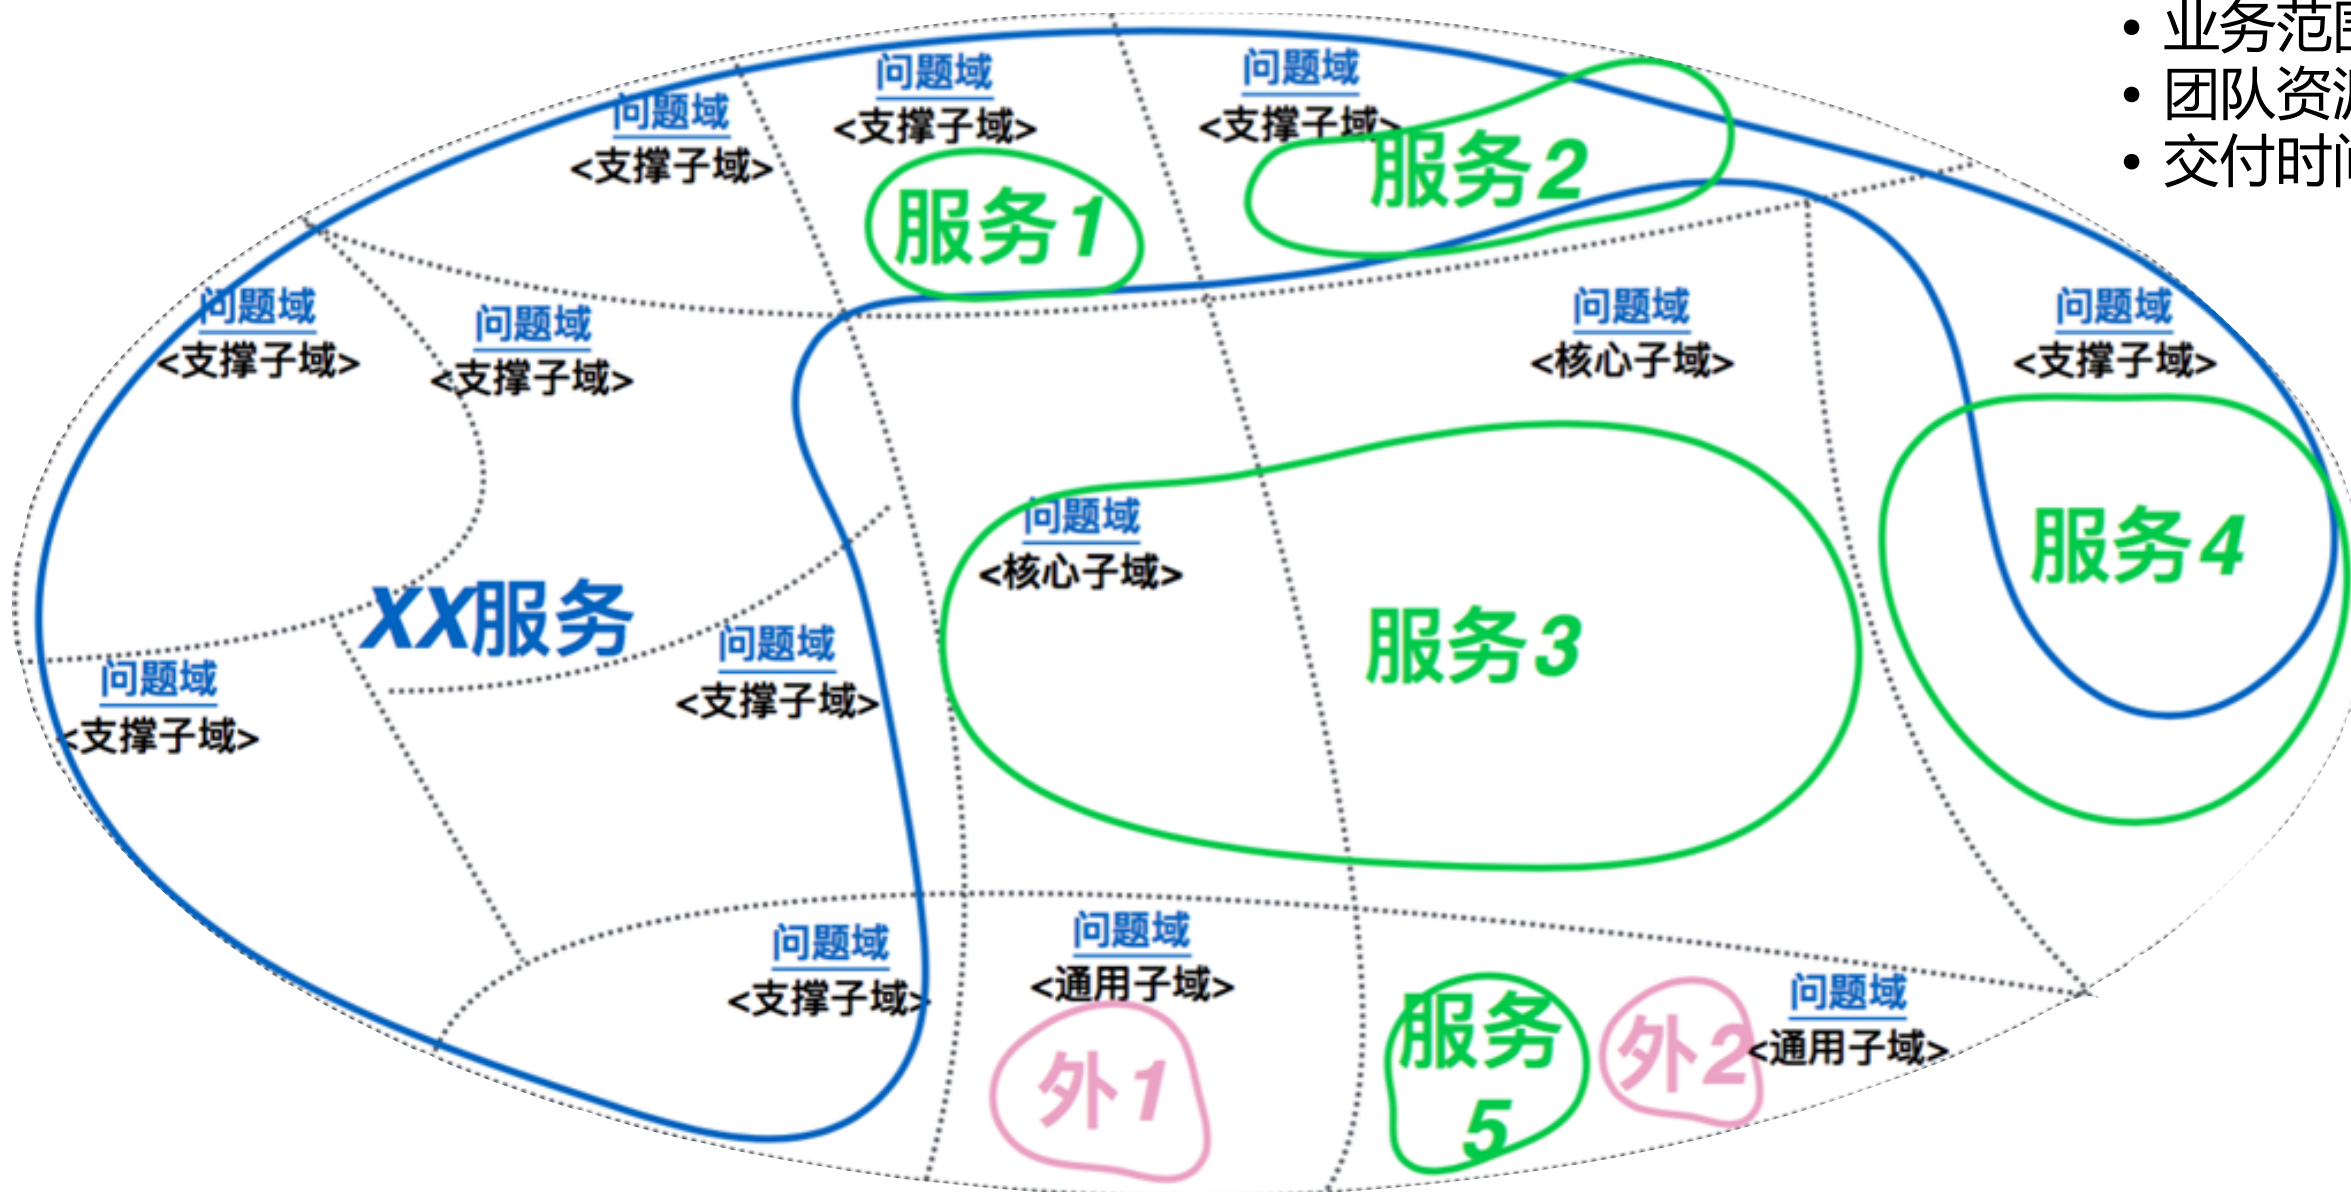 业务范围
团队资源
交付时间
问题域
<支撑子域>
问题域
<支撑子域>
问题域
<支撑子域>
服务1
服务2
问题域
<支撑子域>
问题域
<支撑子域>
问题域
<核心子域>
问题域
<支撑子域>
问题域
<核心子域>
服务4
XX服务
服务3
问题域
<支撑子域>
问题域
<支撑子域>
问题域
<支撑子域>
问题域
<通用子域>
外1
服务
5
外2
问题域
<通用子域>